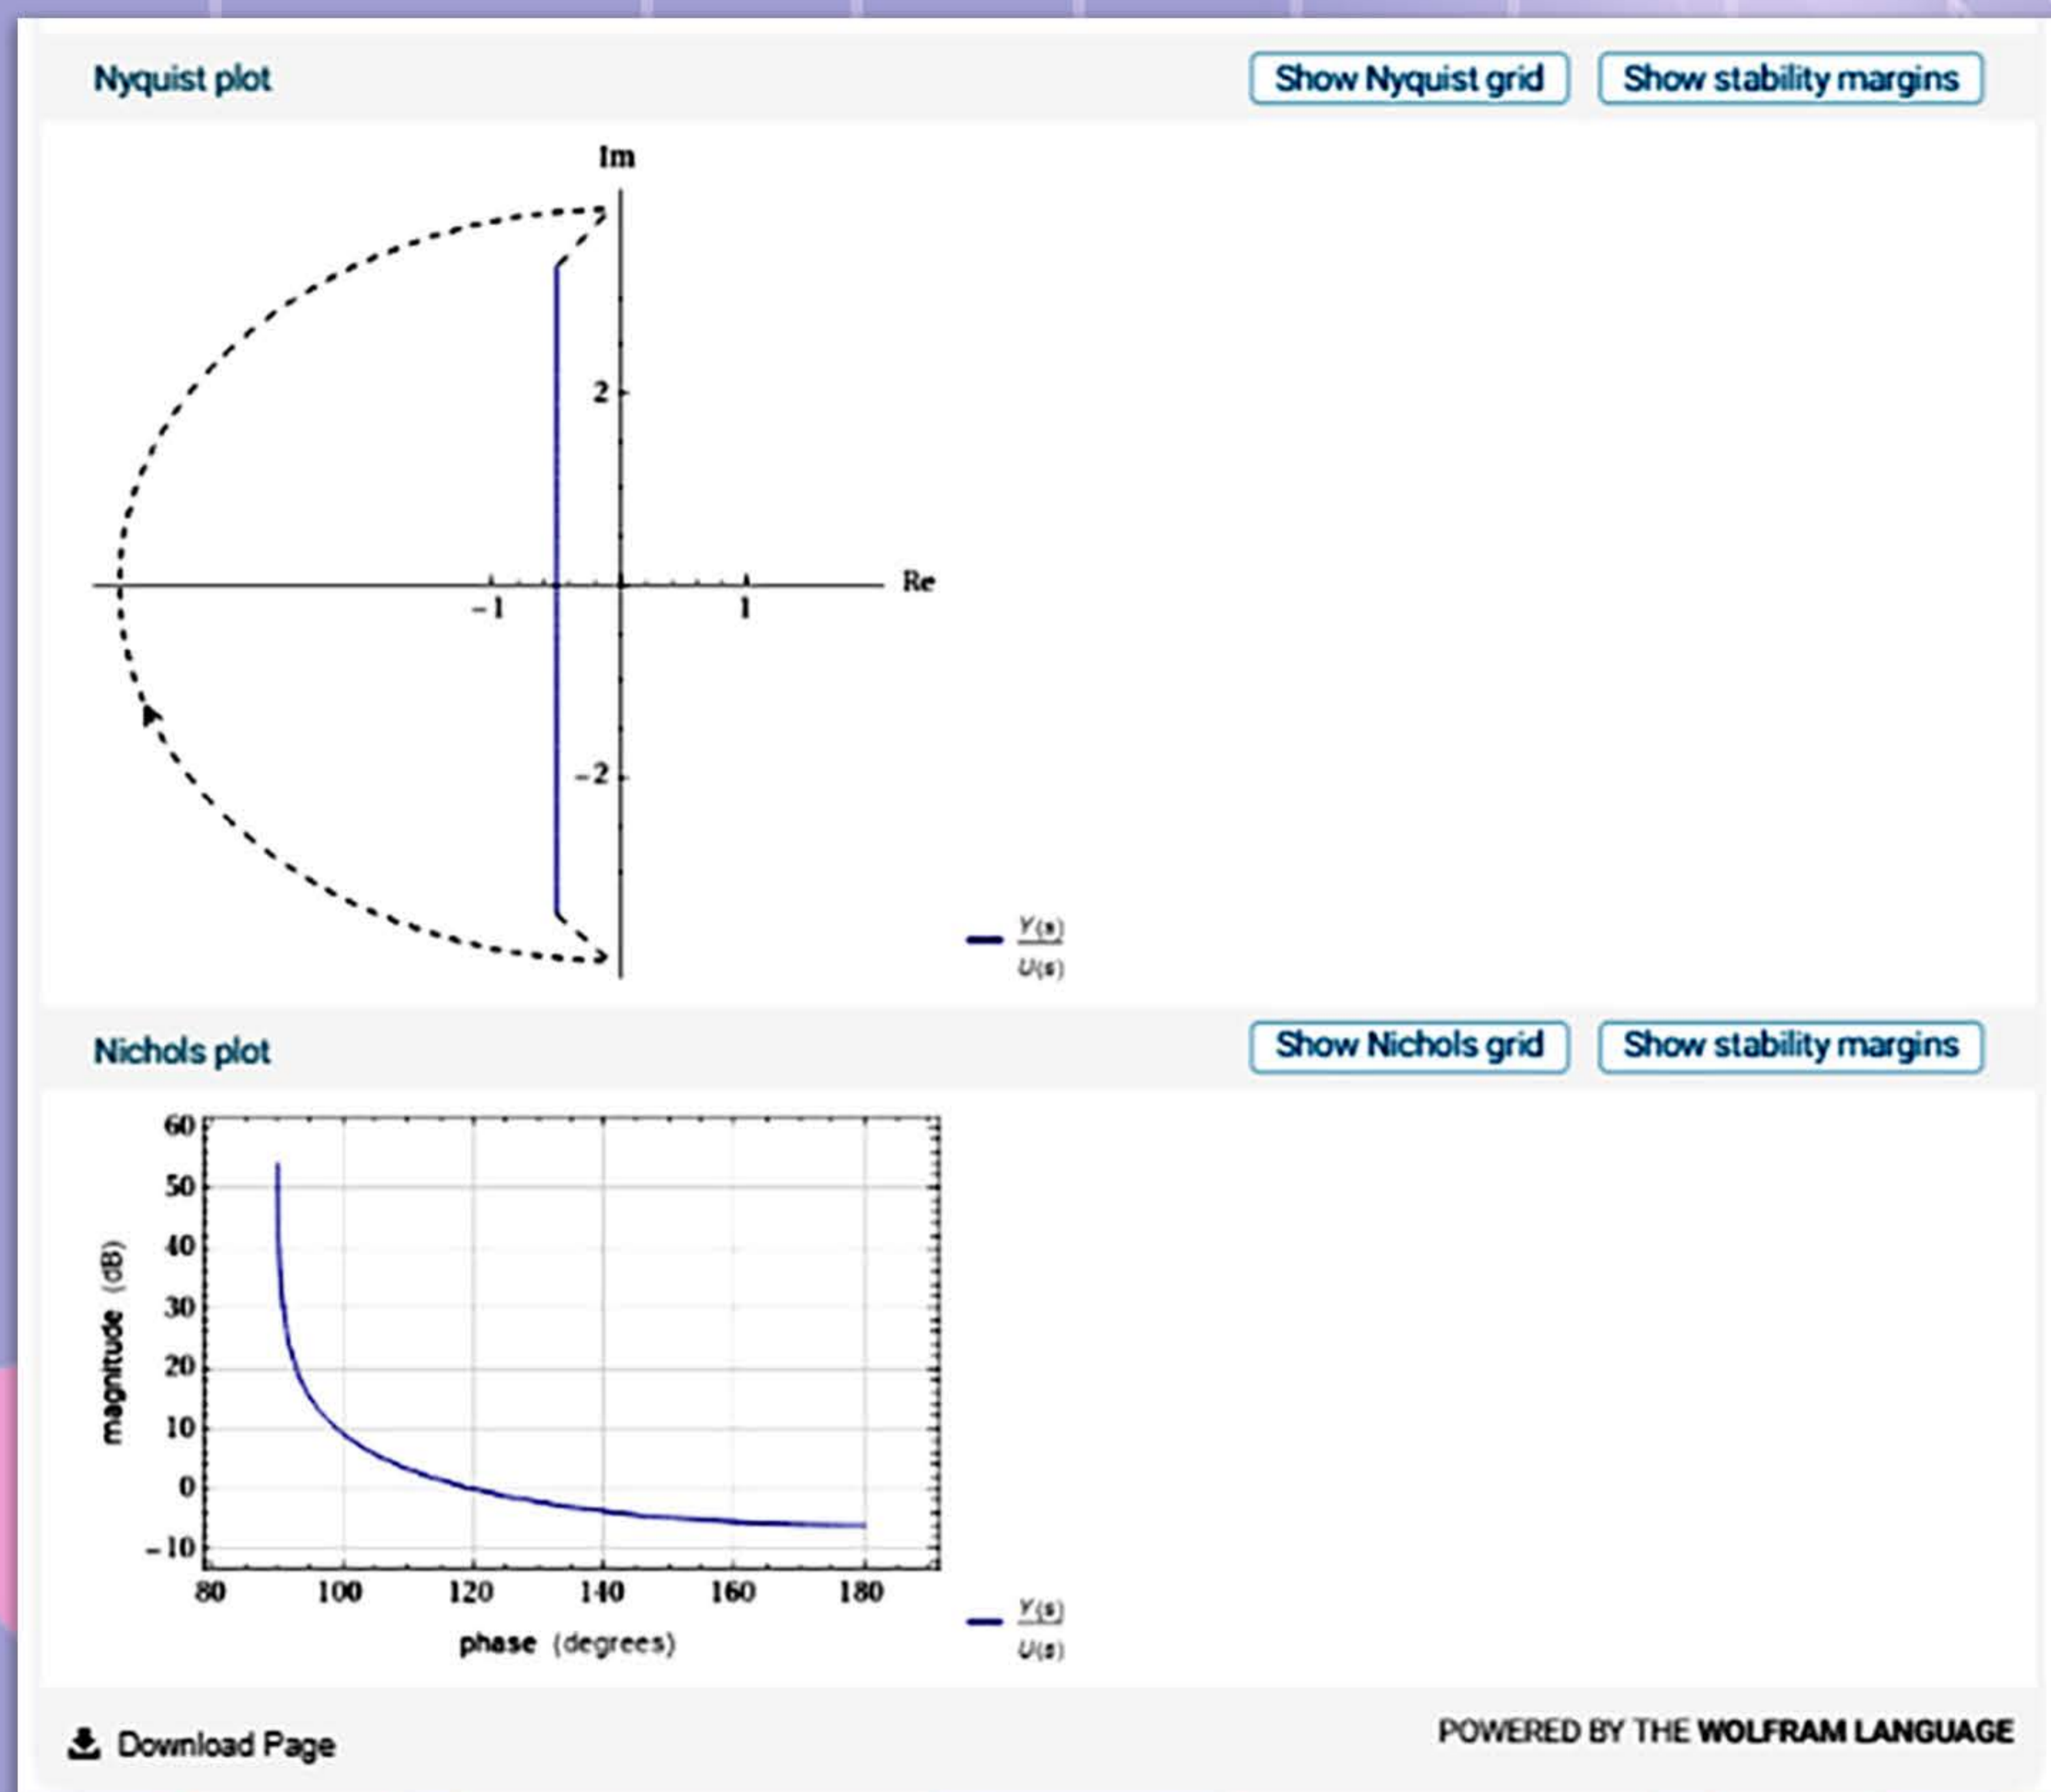 Nyquist plot
Show Nyquist grid
Show stability margins
Im
2
Re
-1
1
-2
Y(s)
U(s)
Nichols plot
Show Nichols grid
Show stability margins
60
50
40
30
20
10
0
-10
magnitude (dB)
80 100 120 140 160 180
phase (degrees)
Y(s)
U(s)
Download Page
POWERED BY THE WOLFRAM LANGUAGE